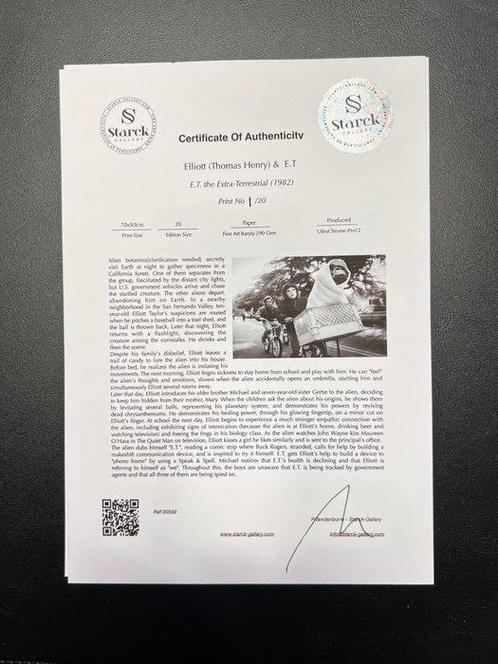 Starck
GALLERY
Starck
GALLERY
Certificate Of Authenticity
Elliott (Thomas Henry) & E.T
E.T. the Extra-Terrestrial (1982)
Print No 1 /20
70x50cm 20 Paper Produced
Print Size Edition Size Fine Art Baryta 290 Gsm UltraChrome Pro12
Alien botanists[clarification needed] secretly
visit Earth at night to gather specimens in a
California forest. One of them separates from
the group, fascinated by the distant city lights,
but U.S. government vehicles arrive and chase
the startled creature. The other aliens depart,
abandoning him on Earth. In a nearby
neighborhood in the San Fernando Valley, ten-
year-old Elliott Taylor's suspicions are roused
when he pitches a baseball into a tool shed, and
the ball is thrown back. Later that night, Elliott
returns with a flashlight, discovering the
creature among the cornstalks. He shrieks and
flees the scene.
Despite his family's disbelief, Elliott leaves a
trail of candy to lure the alien into his house.
Before bed, he realizes the alien is imitating his
movements. The next morning, Elliott feigns sickness to stay home from school and play with him. He can "feel"
the alien's thoughts and emotions, shown when the alien accidentally opens an umbrella, startling him and
simultaneously Elliott several rooms away.
Later that day, Elliott introduces his older brother Michael and seven-year-old sister Gertie to the alien, deciding
to keep him hidden from their mother, Mary. When the children ask the alien about his origins, he shows them
by levitating several balls, representing his planetary system, and demonstrates his powers by reviving
dead chrysanthemums. He demonstrates his healing power, through his glowing fingertip, on a minor cut on
Elliott's finger. At school the next day, Elliott begins to experience a much stronger empathic connection with
the alien, including exhibiting signs of intoxication (because the alien is at Elliott's home, drinking beer and
watching television) and freeing the frogs in his biology class. As the alien watches John Wayne kiss Maureen
O'Hara in The Quiet Man on television, Elliott kisses a girl he likes similarly and is sent to the principal's office.
The alien dubs himself "E.T.", reading a comic strip where Buck Rogers, stranded, calls for help by building a
makeshift communication device, and is inspired to try it himself. E.T. gets Elliott's help to build a device to
"phone home" by using a Speak & Spell. Michael notices that E.T.'s health is declining and that Elliott is
referring to himself as "we". Throughout this, the boys are unaware that E.T. is being tracked by government
agents and that all three of them are being spied on.
Ref:90599
- Starck-Gallery
www.starck-gallery.com info@starck-gallery.com